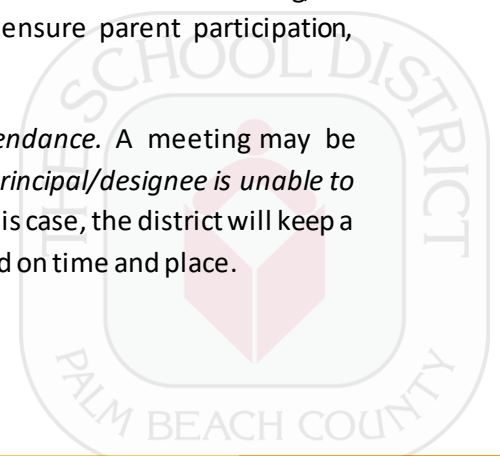 ensure parent participation,
endance. A meeting may be
rincipal/designee is unable to
is case, the district will keep a
d on time and place.
THE SCHOOL DISTRICT
PALM BEACH COUNTY